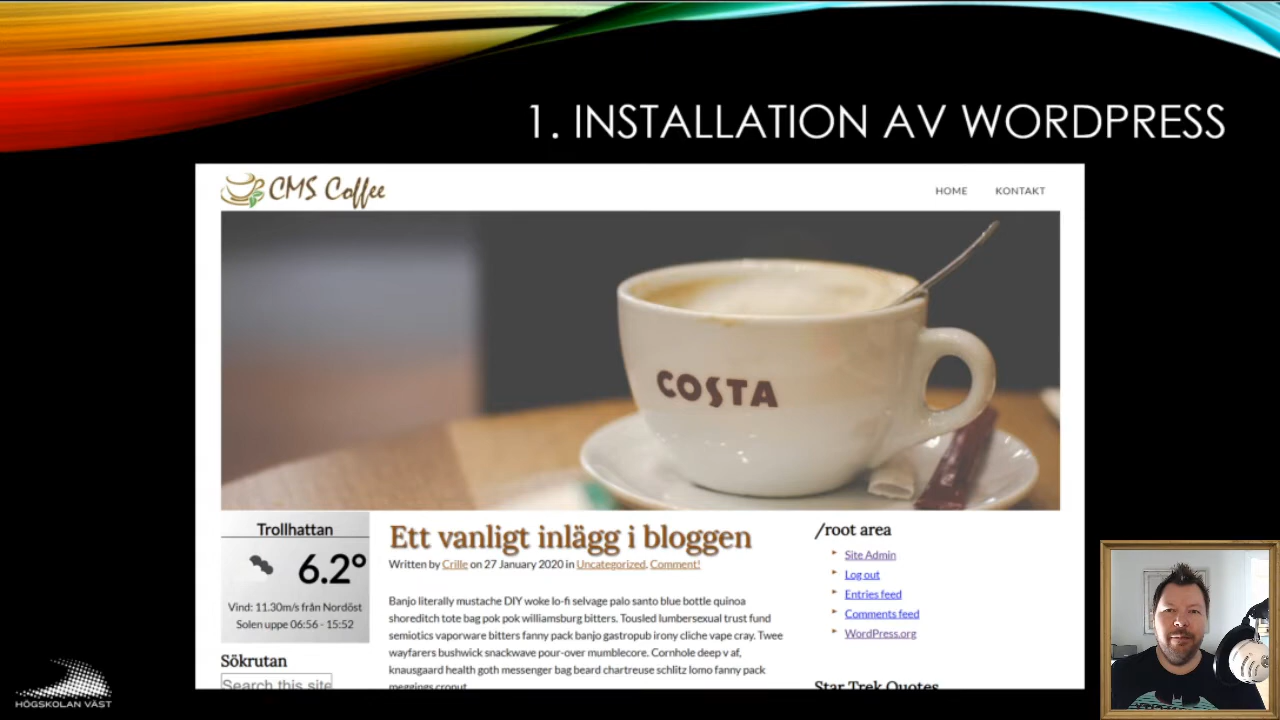 1. INSTALLATION AV WORDPRESS
CMS Coffee
HOME
KONTAKT
COSTA
Trollhattan
6.2°
Vind: 11.30m/s från Nordöst
Solen uppe 06:56 - 15:52
Sökrutan
Search this site
Ett vanligt inlägg i bloggen
Written by Crille on 27 January 2020 in Uncategorized. Comment!
Banjo literally mustache DIY woke lo-fi selvage palo santo blue bottle quinoa
shoreditch tote bag pok pok williamsburg bitters. Tousled lumbersexual trust fund
semiotics vaporware bitters fanny pack banjo gastropub irony cliche vape cray. Twee
wayfarers bushwick snackwave pour-over mumblecore. Cornhole deep v af,
knausgaard health goth messenger bag beard chartreuse schlitz lomo fanny pack
meggings cronut
/root area
Site Admin
Log out
Entries feed
Comments feed
WordPress.org
Star Trek Quotes
HÖGSKOLAN VÄST